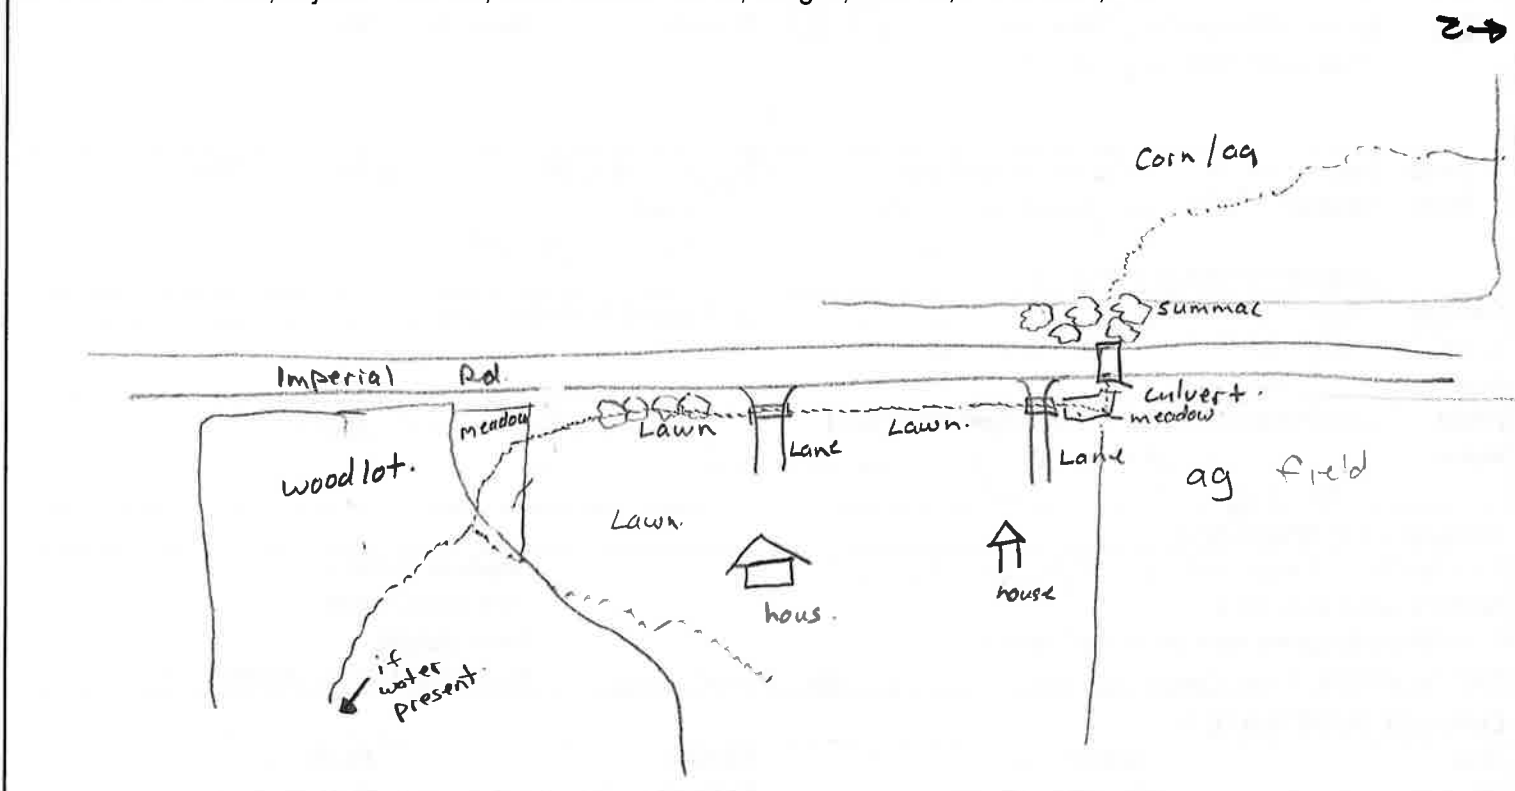 Z
Corn/ag
Summac
Imperial Rd.
culvert.
meadow
meadow
Lawn
Lane
Lawn.
Lane
woodlot.
ag field
Lawn.
hous.
house
if
water
present.